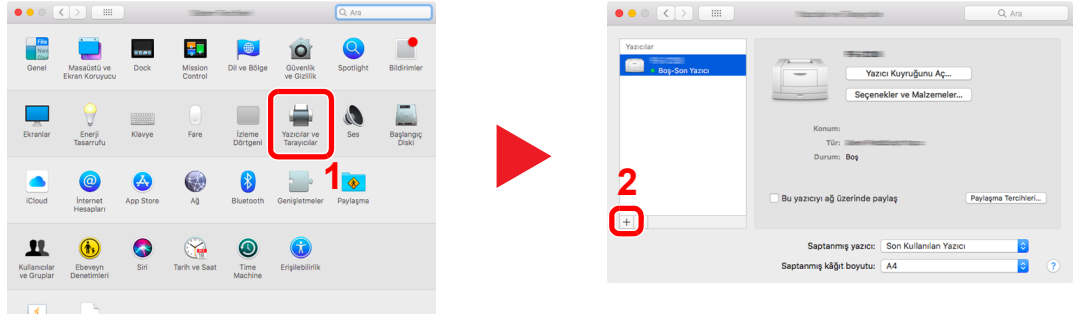 Ara
File
New
Genel
Masaüstü ve
Ekran Koruyucu
Dock
Mission
Control
Dil ve Bölge
Güvenlik
ve Gizlilik
Spotlight
Bildirimler
Ekranlar
Enerji
Tasarrufu
Klavye
Fare
İzleme
Dörtgeni
Yazıcılar ve
Tarayıcılar
Ses
Başlangıç
Diski
1
iCloud
İnternet
Hesapları
App Store
Ağ
Bluetooth
Genişletmeler
Paylaşma
Kullanıcılar
ve Gruplar
Ebeveyn
Denetimleri
Siri
Tarih ve Saat
Time
Machine
Erişilebilirlik
Ara
Yazıcılar
Boş-Son Yazıcı
2
+
Yazıcı Kuyruğunu Aç...
Seçenekler ve Malzemeler...
Konum:
Tür:
Durum: Boş
Bu yazıcıyı ağ üzerinde paylaş
Paylaşma Tercihleri...
Saptanmış yazıcı: Son Kullanılan Yazıcı
Saptanmış kâğıt boyutu: A4
?